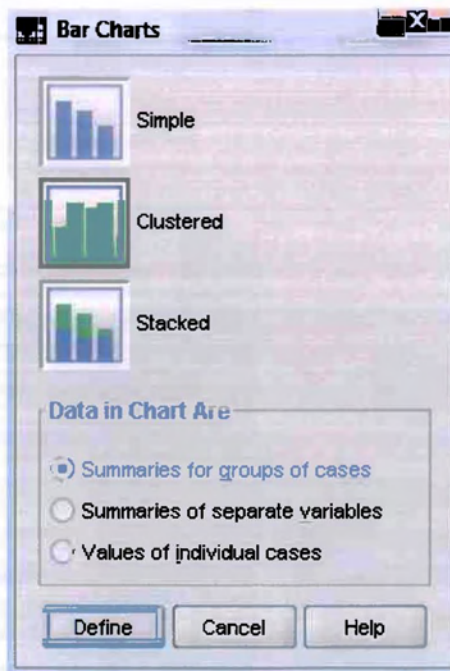 Bar Charts
Simple
Clustered
Stacked
Data in Chart Are
Summaries for groups of cases
Summaries of separate variables
Values of individual cases
Define Cancel Help